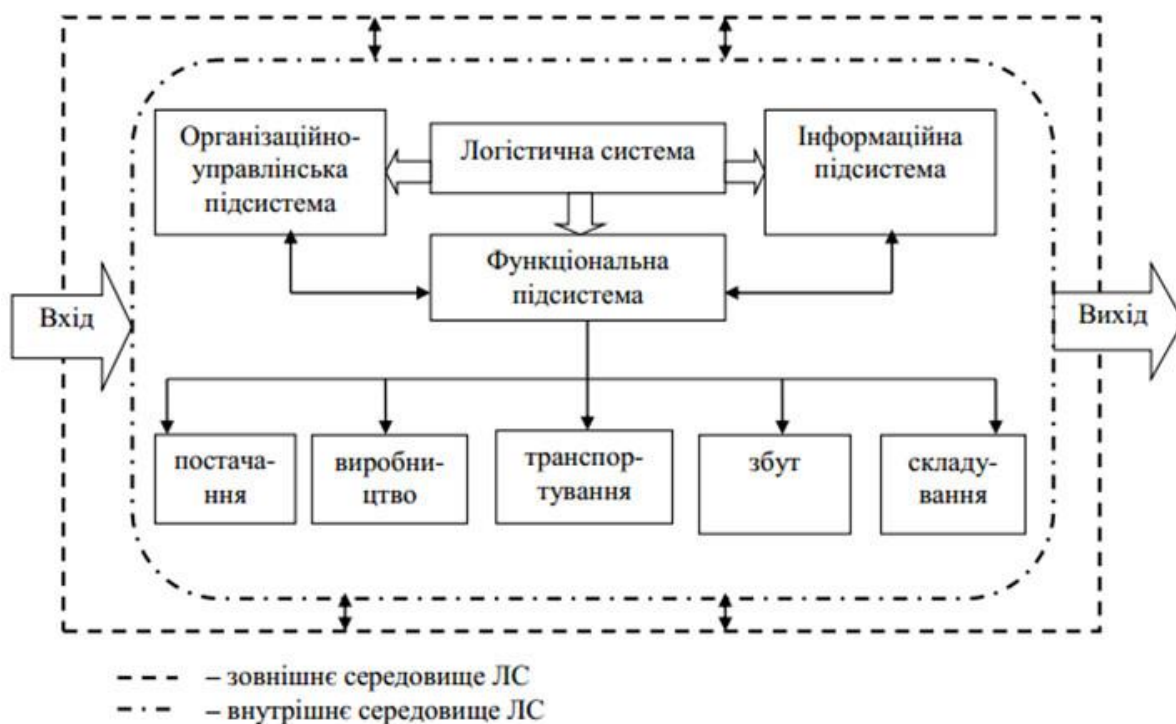 Організаційно-
управлінська
підсистема
Логістична система
Інформаційна
підсистема
Функціональна
підсистема
Вхід
Вихід
постача-
ння
виробни-
цтво
транспор-
тування
збут
складу-
вання
– зовнішнє середовище ЛС
– внутрішнє середовище ЛС